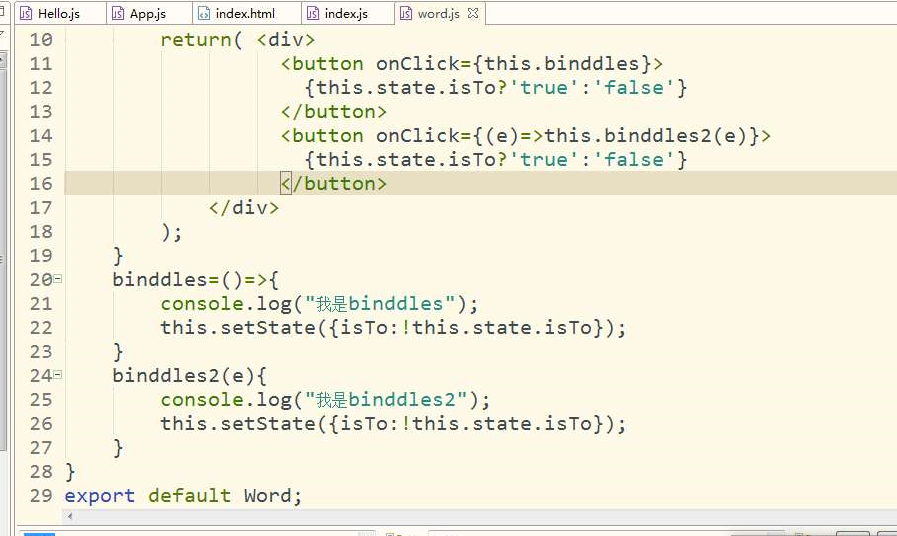 Hello.js App.js index.html index.js word.js
10 return( <div>
11 <button onClick={this.binddles}>
12 {this.state.isTo?'true':'false'}
13 </button>
14 <button onClick={(e)=>this.binddles2(e)}>
15 {this.state.isTo?'true':'false'}
16 </button>
17 </div>
18 );
19 }
20 binddles=()=>{
21 console.log("我是binddles");
22 this.setState({isTo:!this.state.isTo});
23 }
24 binddles2(e){
25 console.log("我是binddles2");
26 this.setState({isTo:!this.state.isTo});
27 }
28 }
29 export default Word;